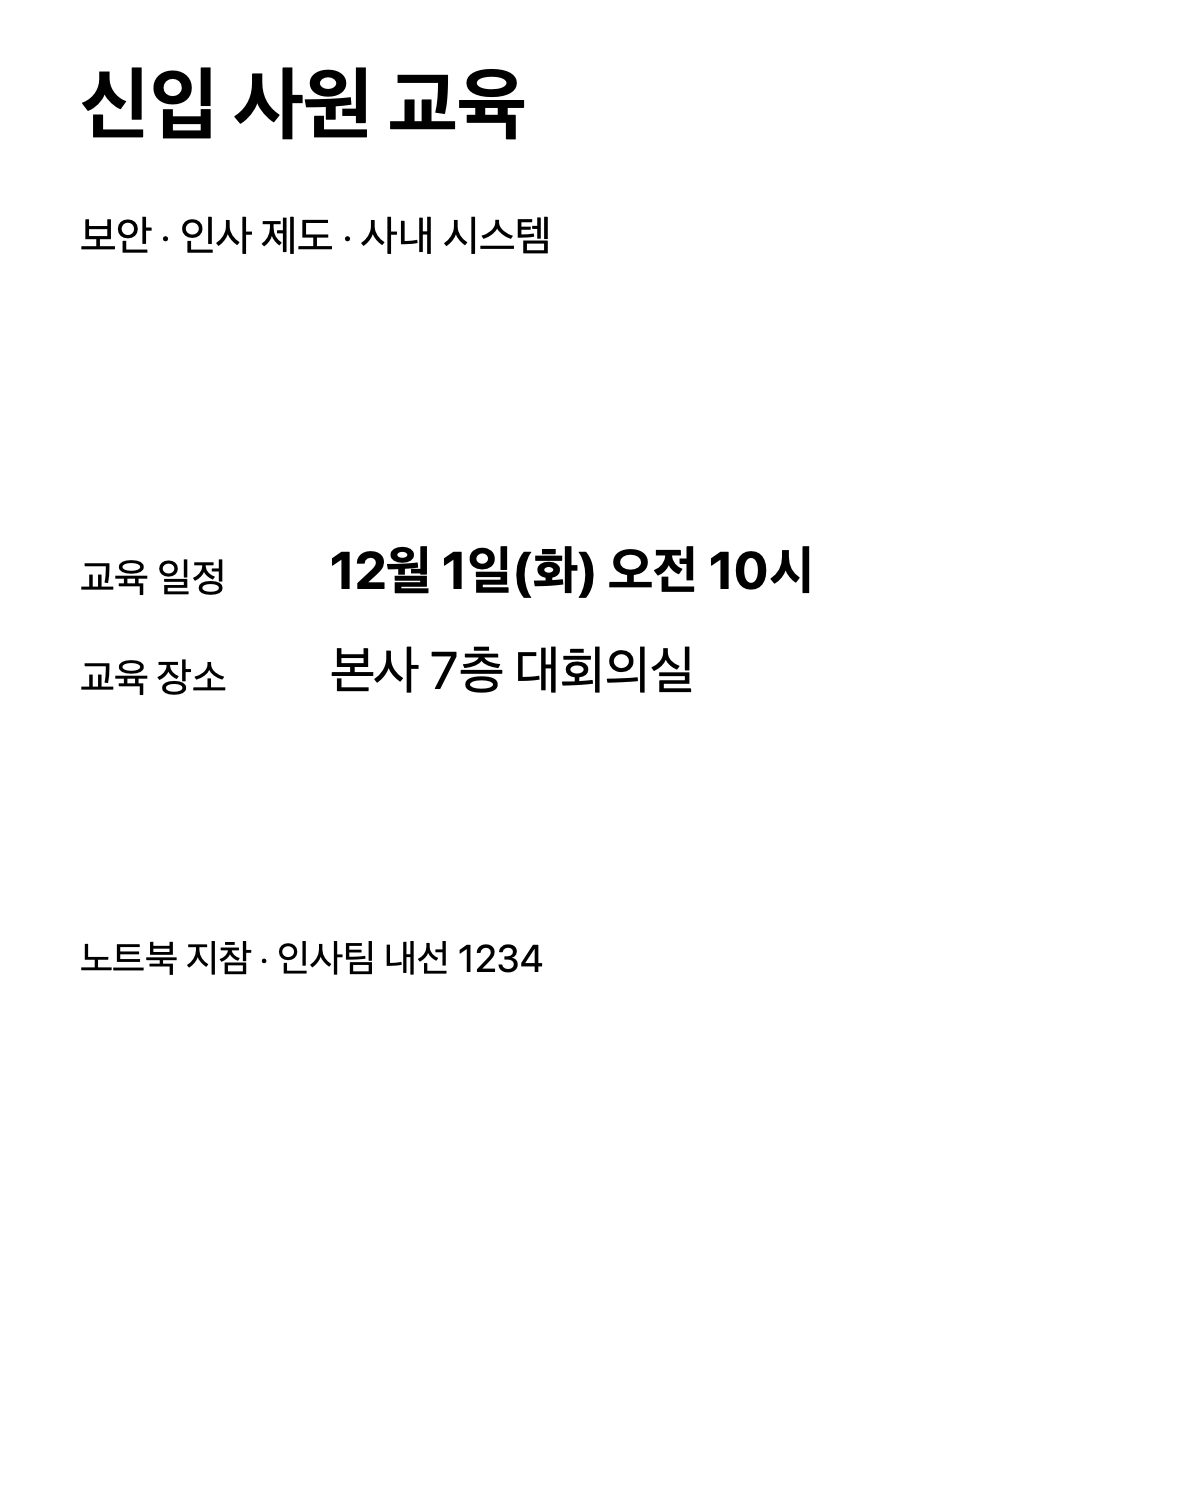 신입 사원 교육
보안 · 인사 제도 · 사내 시스템
교육 일정 12월 1일(화) 오전 10시
교육 장소 본사 7층 대회의실
노트북 지참 · 인사팀 내선 1234